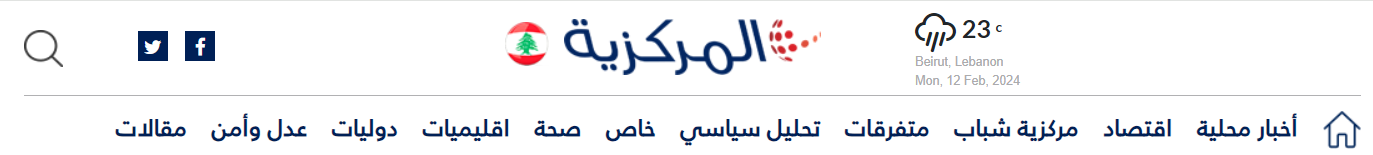 المركزية
23 c
Beirut, Lebanon
Mon, 12 Feb, 2024
أخبار محلية اقتصاد مركزية شباب متفرقات تحليل سياسي خاص صحة اقليميات دوليات عدل وأمن مقالات